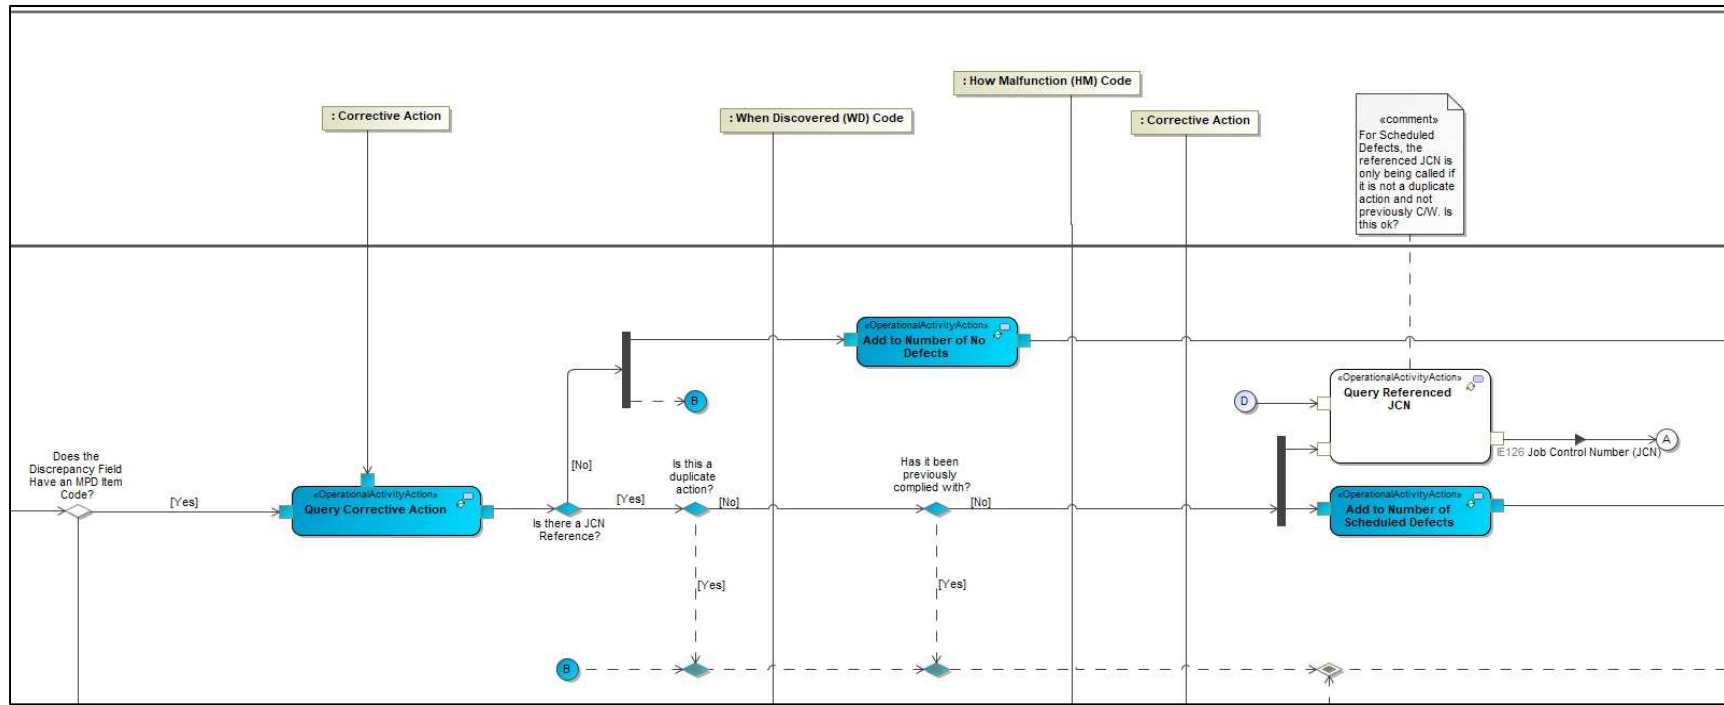 : How Malfunction (HM) Code
: Corrective Action
: When Discovered (WD) Code
: Corrective Action
«comment»
For Scheduled
Defects, the
referenced JCN is
only being called if
it is not a duplicate
action and not
previously C/W. Is
this ok?
«OperationalActivityAction»
Add to Number of No
Defects
B
D
«OperationalActivityAction»
Query Referenced
JCN
A
IE126 Job Control Number (JCN)
Does the
Discrepancy Field
Have an MPD Item
Code?
[Yes]
«OperationalActivityAction»
Query Corrective Action
[No]
Is there a JCN
Reference?
[Yes]
Is this a
duplicate
action?
[No]
[Yes]
Has it been
previously
complied with?
[No]
[Yes]
«OperationalActivityAction»
Add to Number of
Scheduled Defects
B